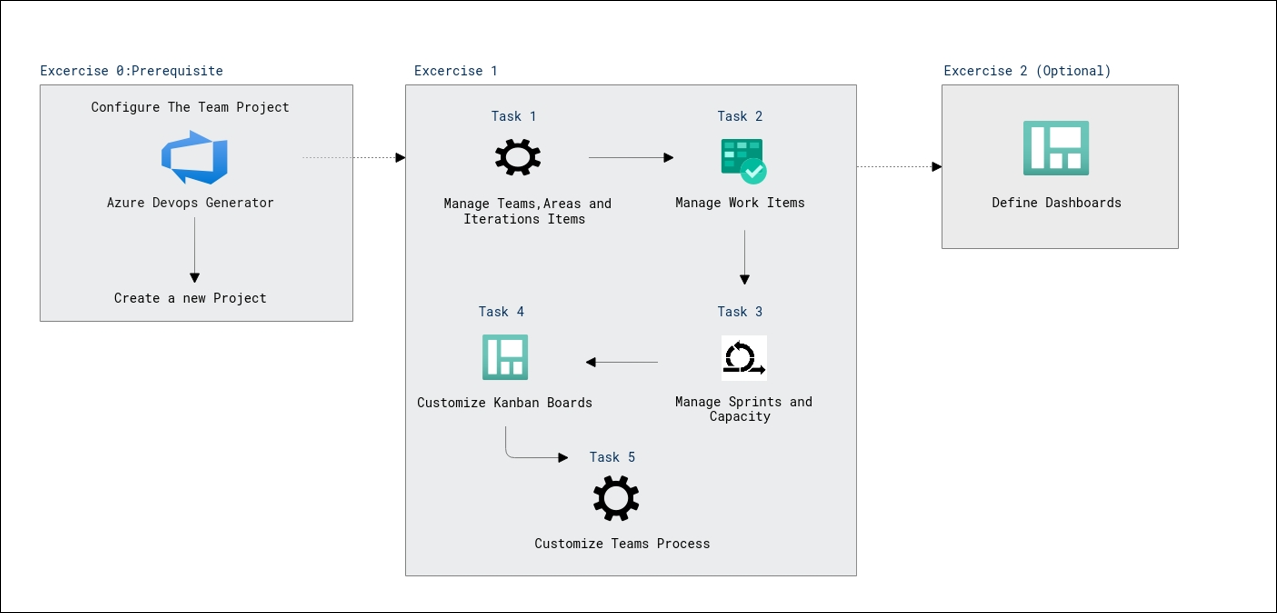 Excercise 0:Prerequisite
Configure The Team Project
Azure Devops Generator
Create a new Project
Excercise 1
Task 1
Manage Teams,Areas and
Iterations Items
Task 2
Manage Work Items
Task 3
Manage Sprints and
Capacity
Task 4
Customize Kanban Boards
Task 5
Customize Teams Process
Excercise 2 (Optional)
Define Dashboards